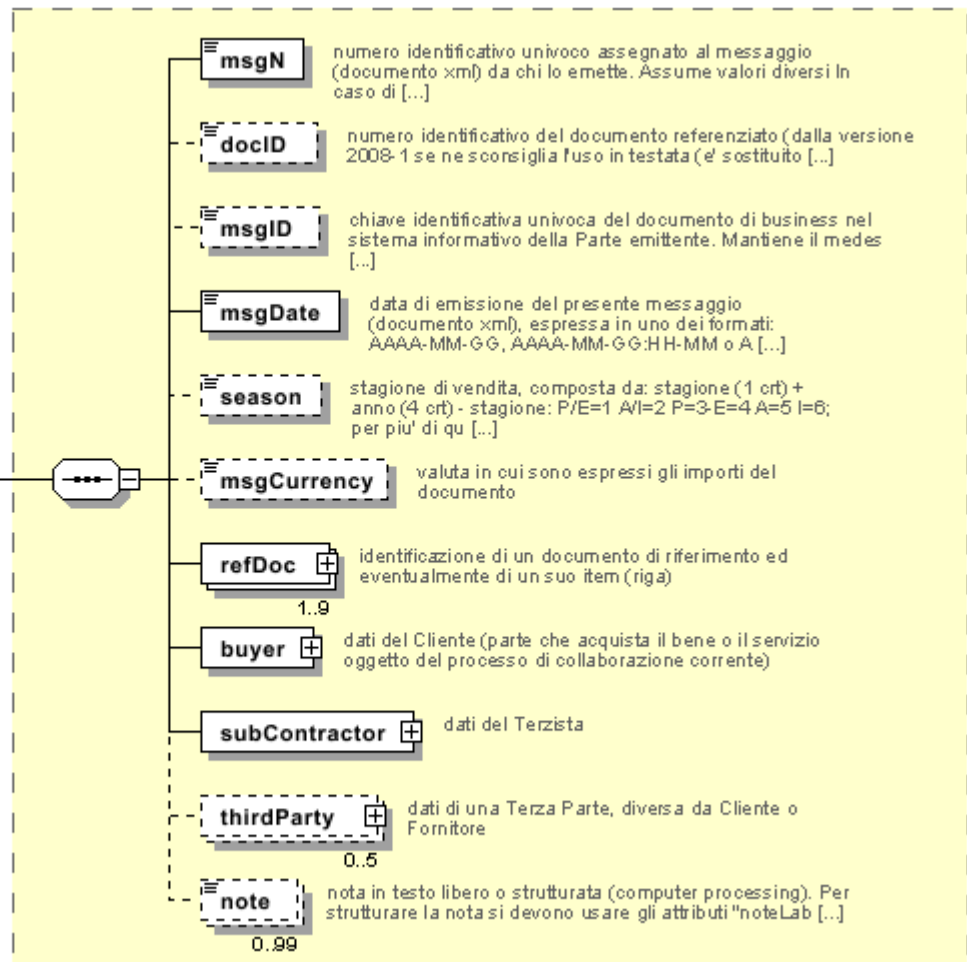 msgN
numero identificativo univoco assegnato al messaggio
(documento xml) da chi lo emette. Assume valori diversi In
caso di [...]
docID
numero identificativo del documento referenziato (dalla versione
2008-1 se ne sconsiglia l'uso in testata (e' sostituito [...]
msgID
chiave identificativa univoca del documento di business nel
sistema informativo della Parte emittente. Mantiene il medes
[...]
msgDate
data di emissione del presente messaggio
(documento xml), espressa in uno dei formati:
AAAA-MM-GG, AAAA-MM-GG:HH-MM o A [...]
season
stagione di vendita, composta da: stagione (1 crt) +
anno (4 crt) - stagione: P/E=1 A/I=2 P=3-E=4 A=5 I=6;
per piu' di qu [...]
msgCurrency
valuta in cui sono espressi gli importi del
documento
refDoc
1..9
identificazione di un documento di riferimento ed
eventualmente di un suo item (riga)
buyer
dati del Cliente (parte che acquista il bene o il servizio
oggetto del processo di collaborazione corrente)
subContractor
dati del Terzista
thirdParty
0..5
dati di una Terza Parte, diversa da Cliente o
Fornitore
note
0..99
nota in testo libero o strutturata (computer processing). Per
strutturare la nota si devono usare gli attributi "noteLab [...]